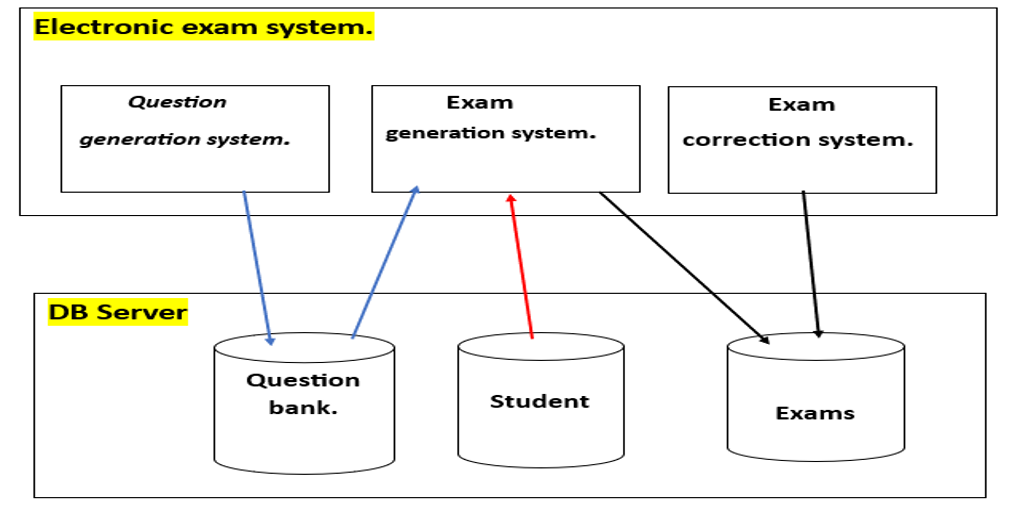 Electronic exam system.
Question
generation system.
Exam
generation system.
Exam
correction system.
DB Server
Question
bank.
Student
Exams